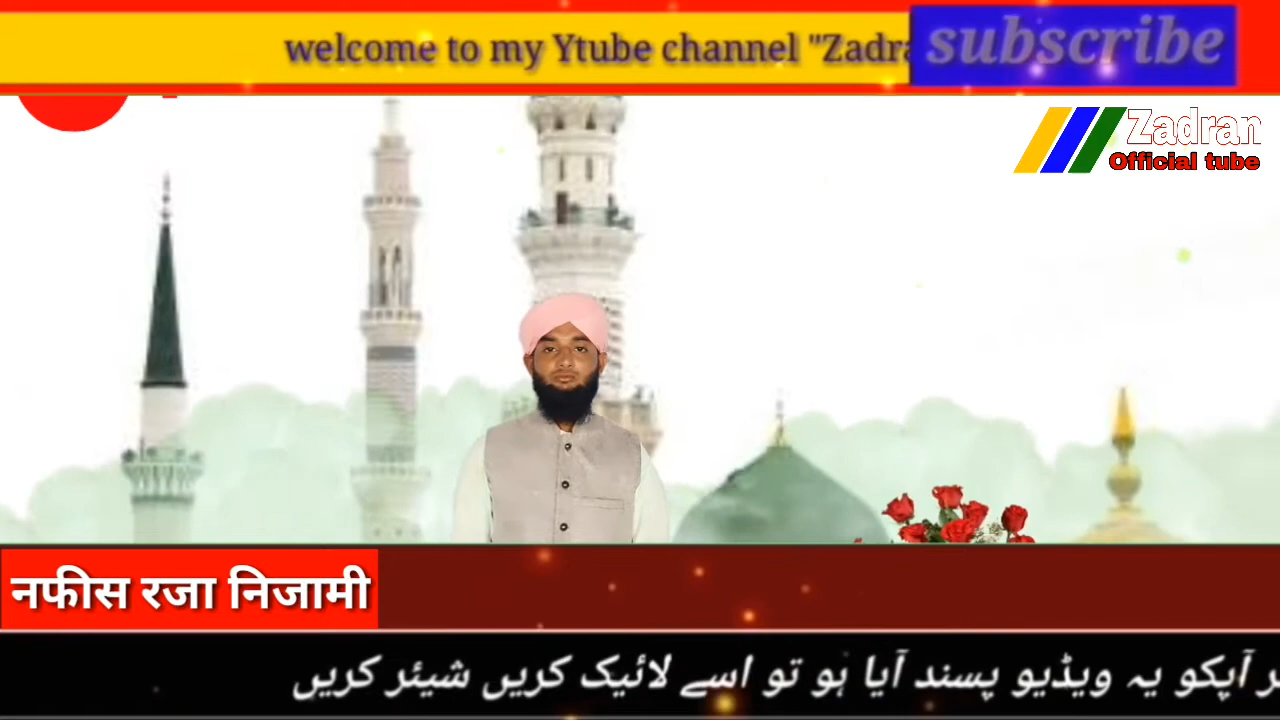 welcome to my Ytube channel "Zadra
subscribe
Zadran
Official tube
नफीस रजा निजामी
آپکو یہ ویڈیو پسند آیا ہو تو اسے لائیک کریں شیئر کریں